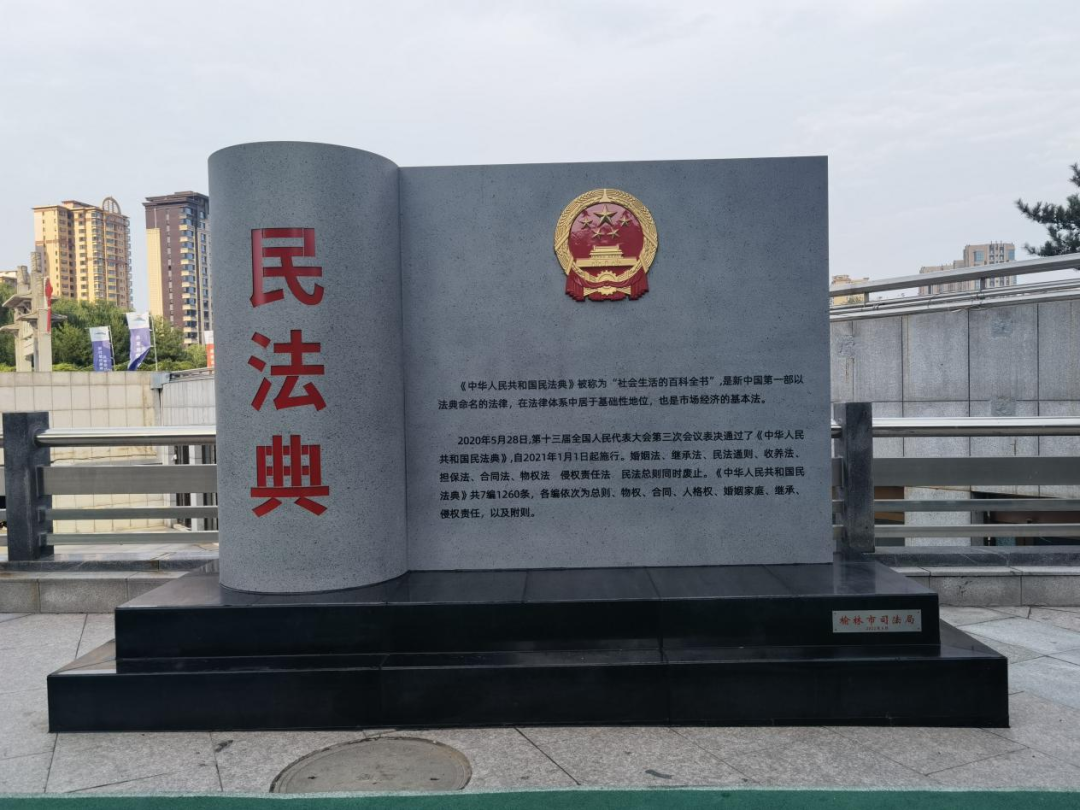 民法典
《中华人民共和国民法典》被称为“社会生活的百科全书”,是新中国第一部以
法典命名的法律，在法律体系中居于基础性地位，也是市场经济的基本法。
2020年5月28日,第十三届全国人民代表大会第三次会议表决通过了《中华人民
共和国民法典》,自2021年1月1日起施行。婚姻法、继承法、民法通则、收养法、
担保法、合同法、物权法 侵权责任法 民法总则同时废止。《中华人民共和国民
法典》共7编1260条，各编依次为总则、物权、合同、人格权、婚姻家庭、继承、
侵权责任，以及附则。
榆林市司法局